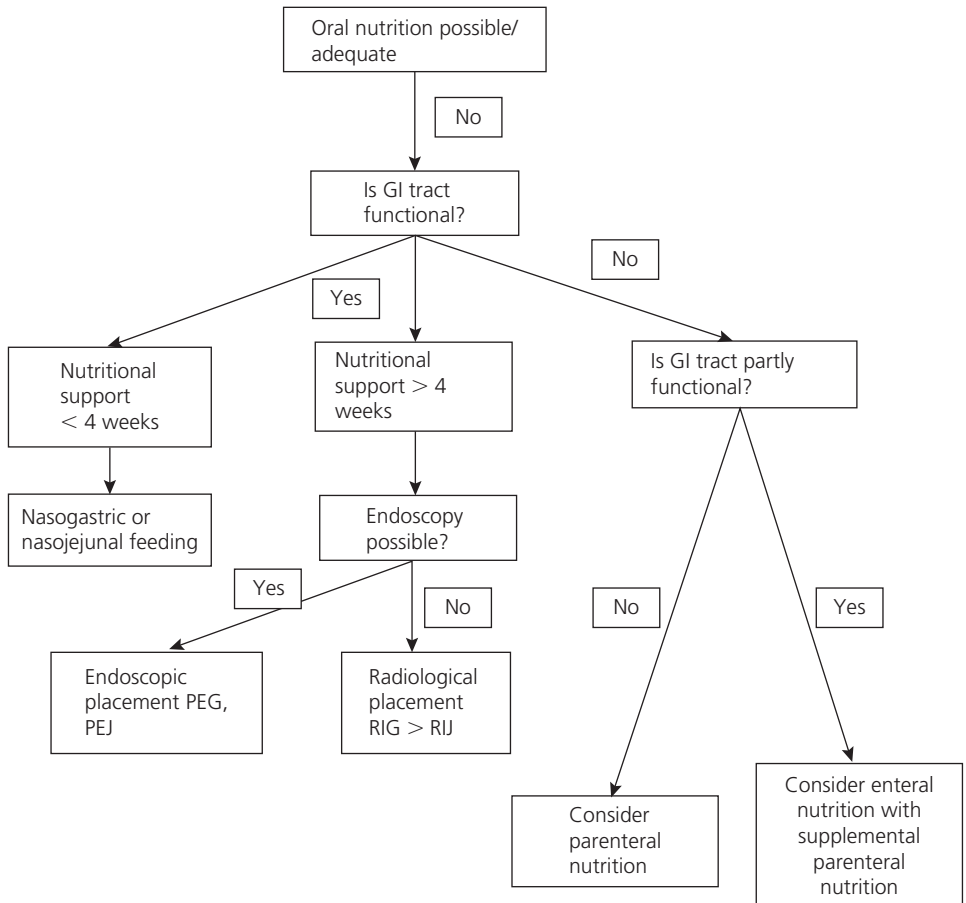 Oral nutrition possible/
adequate
No
Is GI tract
functional?
No
Yes
Nutritional
support
< 4 weeks
Nutritional
support > 4
weeks
Is GI tract partly
functional?
Nasogastric or
nasojejunal feeding
Endoscopy
possible?
Yes
No
No
Yes
Endoscopic
placement PEG,
PEJ
Radiological
placement
RIG > RIJ
Consider
parenteral
nutrition
Consider enteral
nutrition with
supplemental
parenteral
nutrition